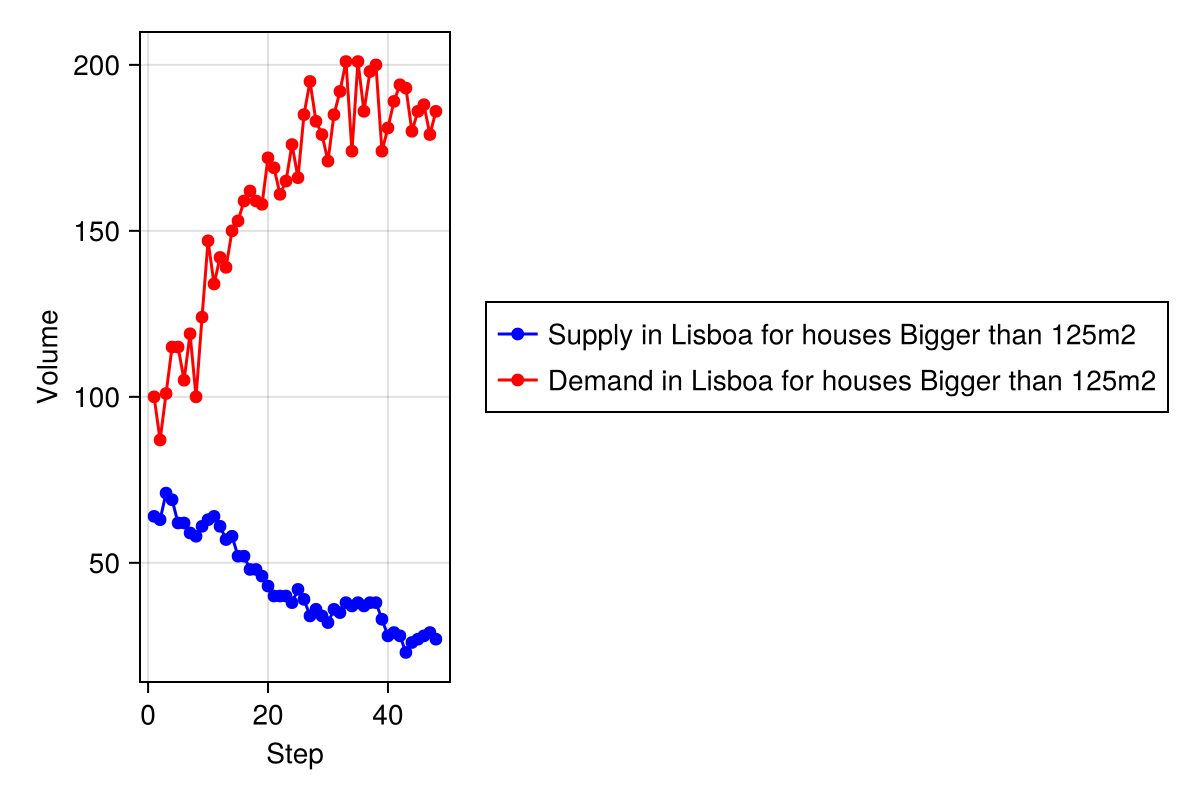 200
150
100
50
Volume
0 20 40
Step
Supply in Lisboa for houses Bigger than 125m2
Demand in Lisboa for houses Bigger than 125m2